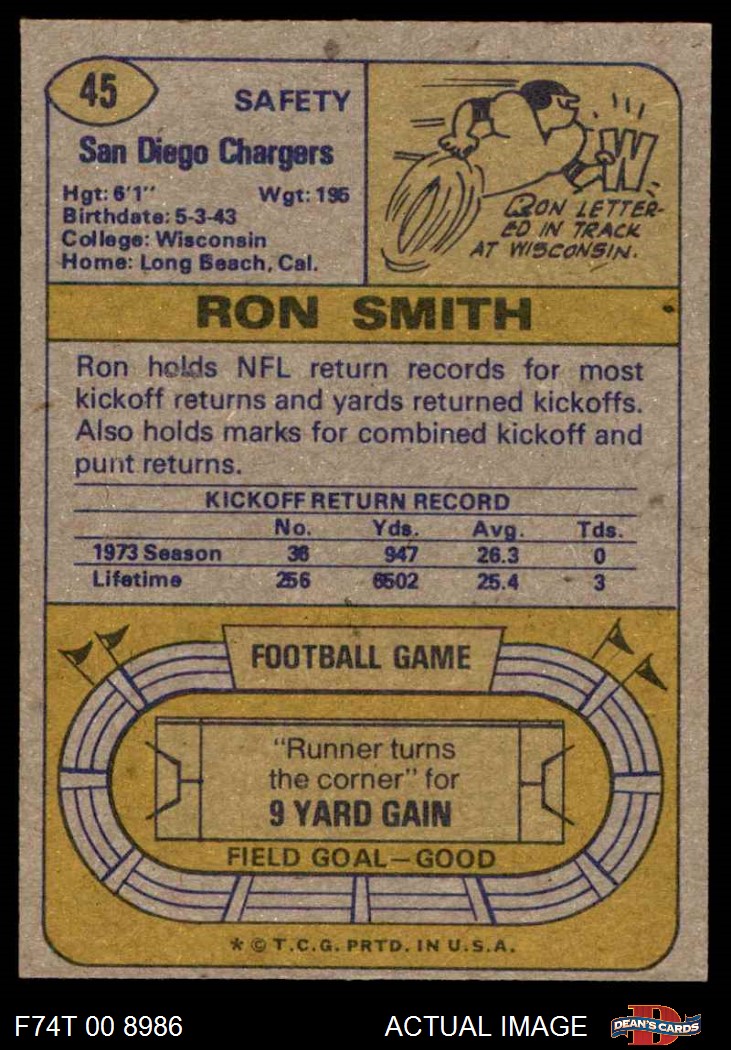 45
SAFETY
San Diego Chargers
Hgt: 6'1" Wgt: 195
Birthdate: 5-3-43
College: Wisconsin
Home: Long Beach, Cal.
W
RON LETTER-
ED IN TRACK
AT WISCONSIN.
RON SMITH
Ron holds NFL return records for most
kickoff returns and yards returned kickoffs.
Also holds marks for combined kickoff and
punt returns.
KICKOFF RETURN RECORD
No. Yds. Avg. Tds.
1973 Season 36 947 26.3 0
Lifetime 256 6502 25.4 3
FOOTBALL GAME
"Runner turns
the corner" for
9 YARD GAIN
FIELD GOAL—GOOD
* © T.C.G. PRTD. IN U.S.A.
F74T 00 8986 ACTUAL IMAGE
D
DEAN'S CARDS